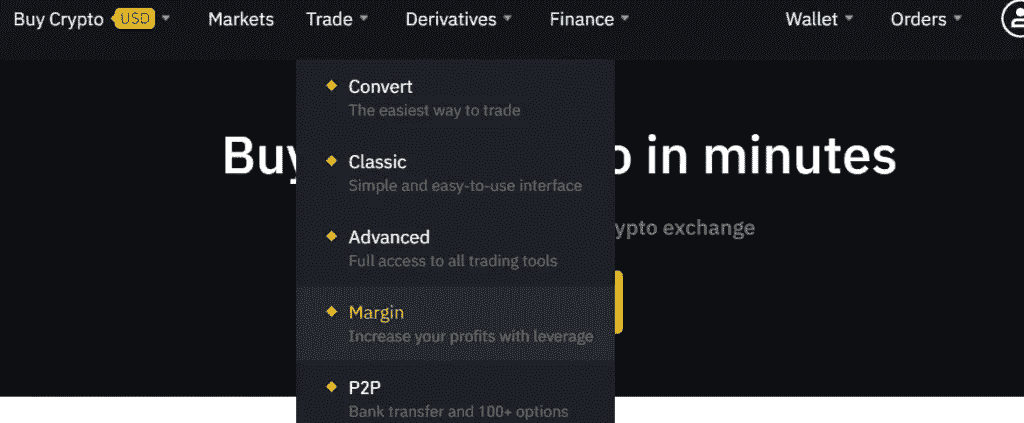 Buy Crypto USD Markets Trade Derivatives Finance Wallet Orders
Convert
The easiest way to trade
Buy o in minutes
Classic
Simple and easy-to-use interface
ypto exchange
Advanced
Full access to all trading tools
Margin
Increase your profits with leverage
P2P
Bank transfer and 100+ options